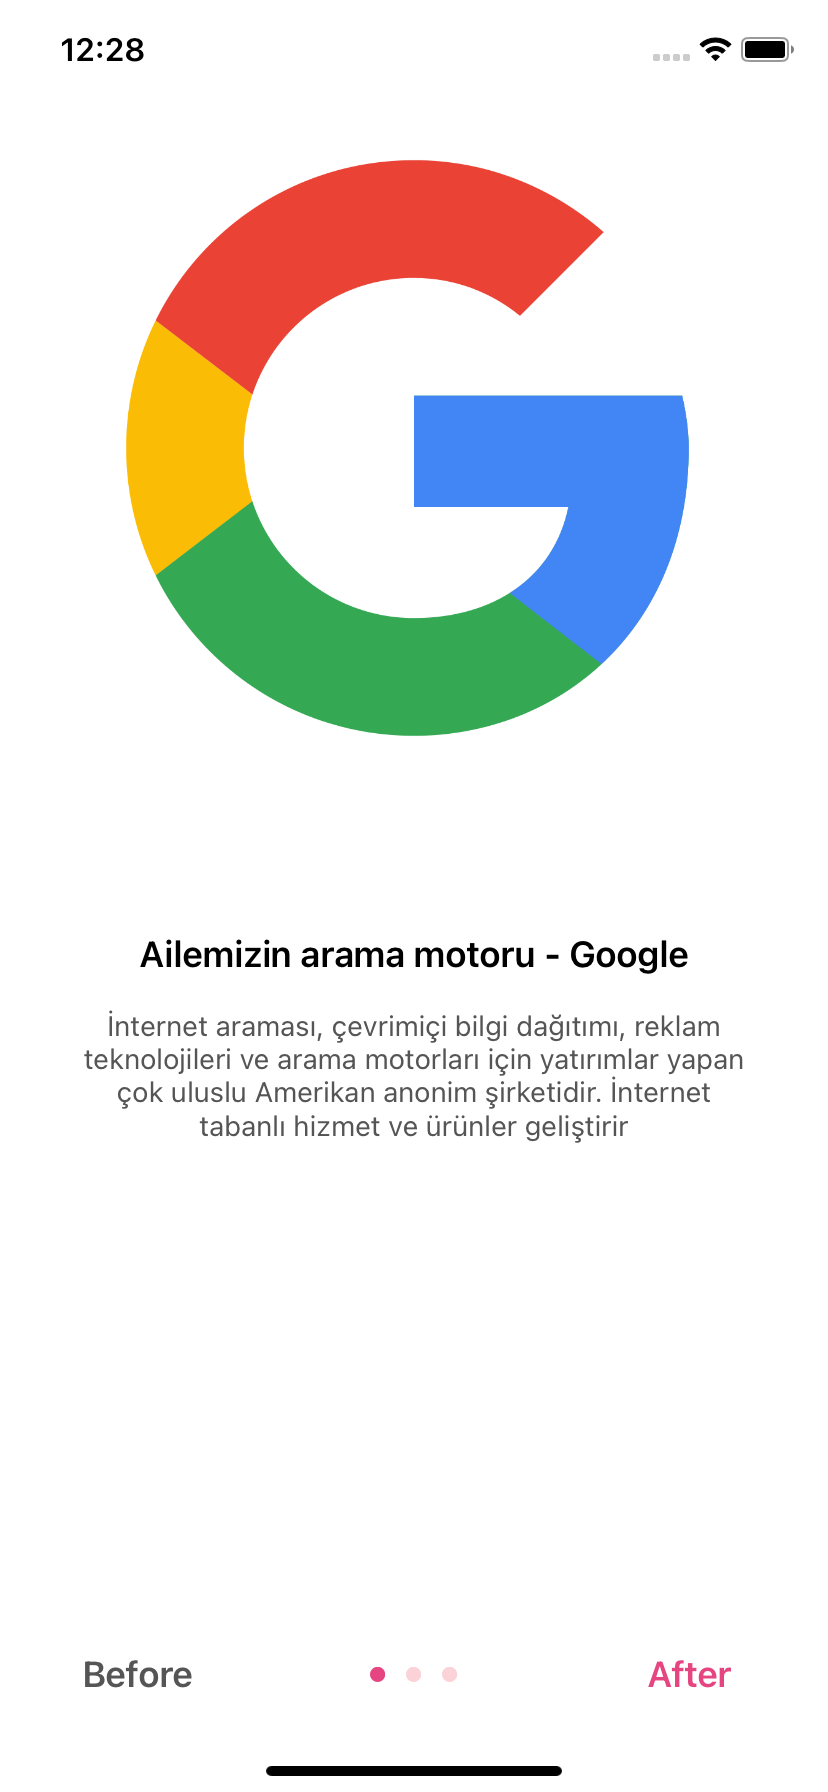 12:28
Ailemizin arama motoru - Google
İnternet araması, çevrimiçi bilgi dağıtımı, reklam
teknolojileri ve arama motorları için yatırımlar yapan
çok uluslu Amerikan anonim şirketidir. İnternet
tabanlı hizmet ve ürünler geliştirir
Before
After